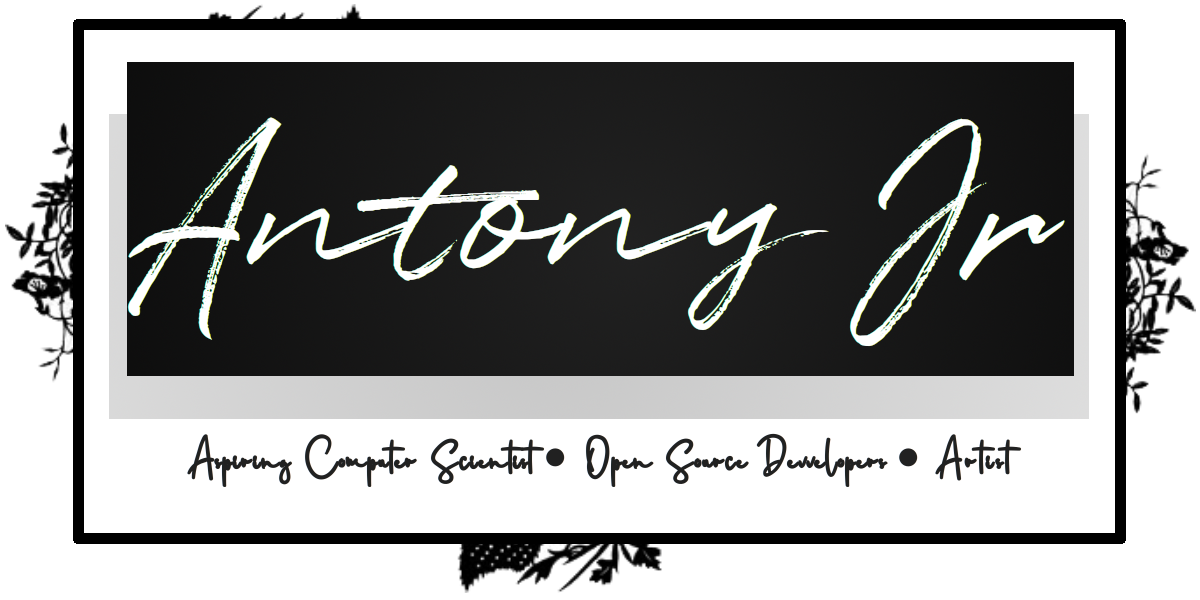 Antony Jr
Aspiring Computer Scientist ● Open Source Developers ● Artist